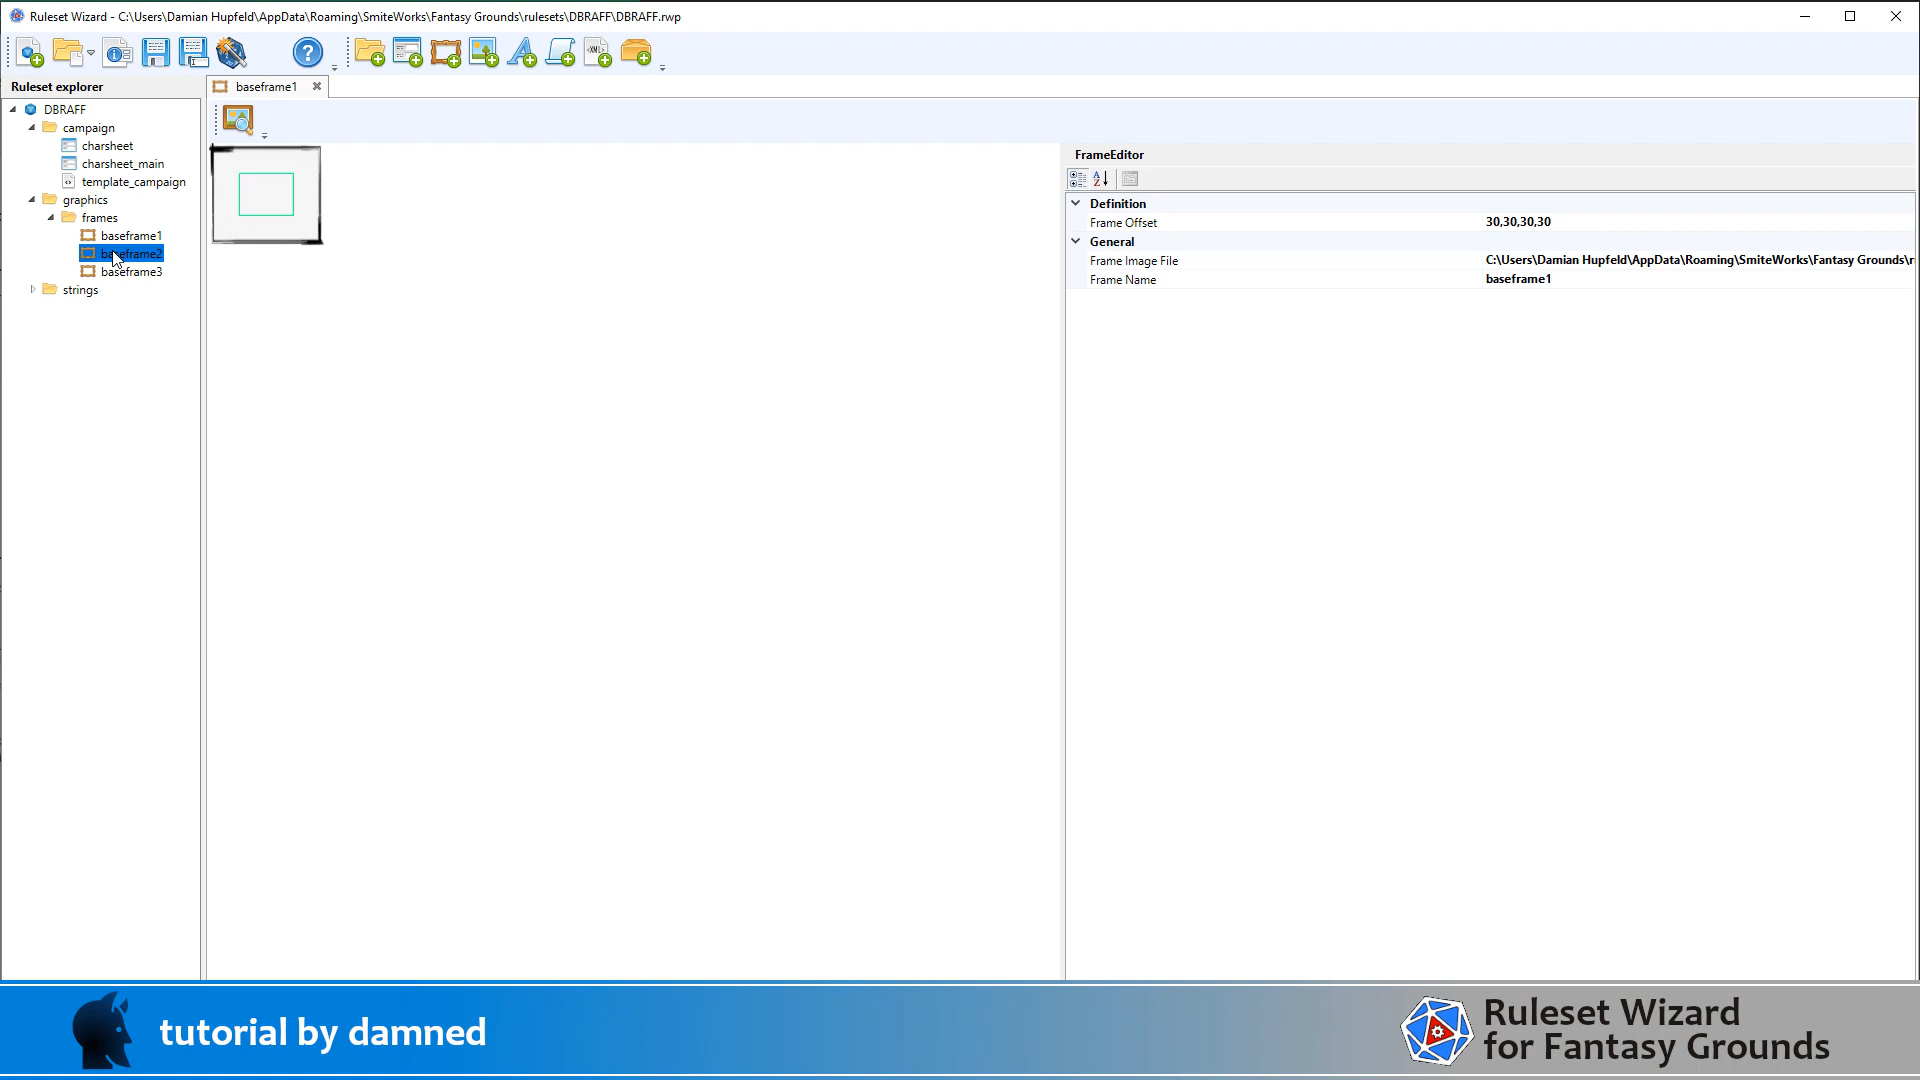 Ruleset Wizard - C:\Users\Damian Hupfeld\AppData\Roaming\SmiteWorks\Fantasy Grounds\rulesets\DBRAFF\DBRAFF.rwp
Ruleset explorer
baseframe1
DBRAFF
campaign
charsheet
charsheet_main
template_campaign
graphics
frames
baseframe1
baseframe2
baseframe3
strings
FrameEditor
Definition
Frame Offset 30,30,30,30
General
Frame Image File C:\Users\Damian Hupfeld\AppData\Roaming\SmiteWorks\Fantasy Grounds\r
Frame Name baseframe1
tutorial by damned
Ruleset Wizard
for Fantasy Grounds